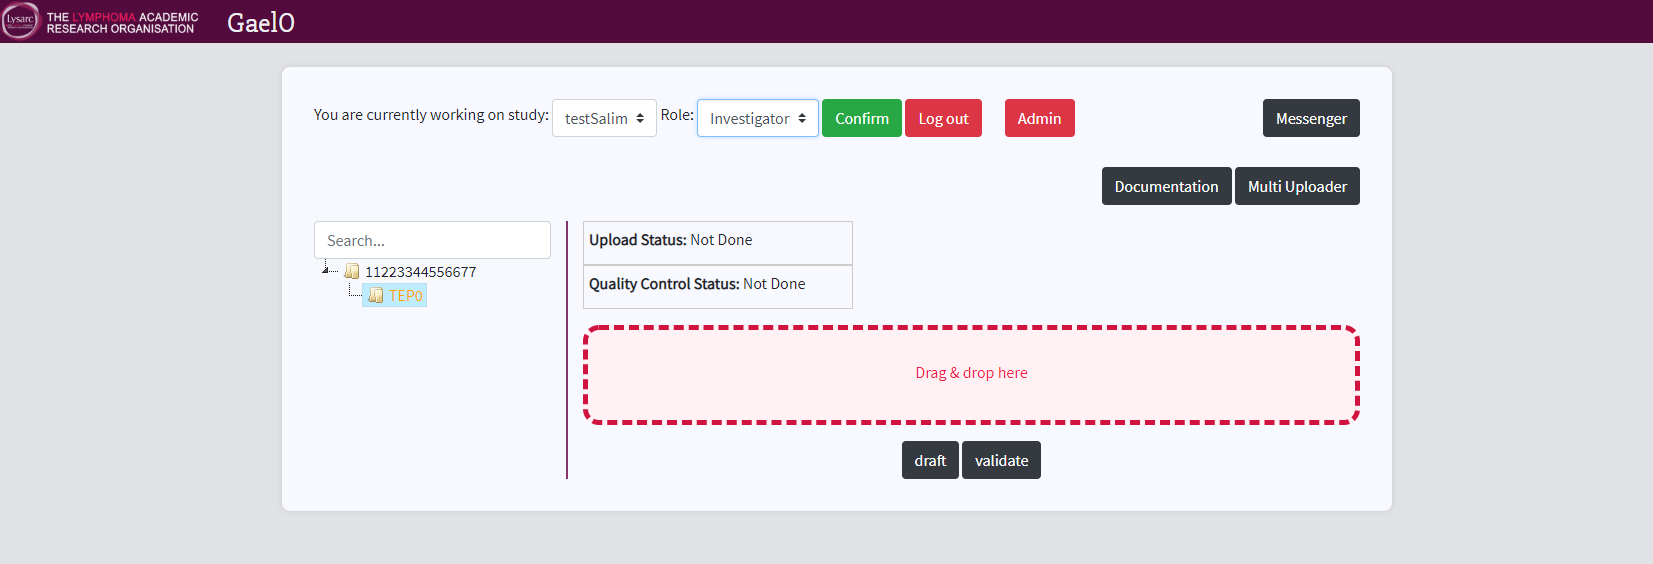 Lysarc
THE LYMPHOMA ACADEMIC
RESEARCH ORGANISATION
GaelO
You are currently working on study: testSalim Role: Investigator Confirm Log out Admin Messenger
Documentation Multi Uploader
Search...
11223344556677
TEP0
Upload Status: Not Done
Quality Control Status: Not Done
Drag & drop here
draft validate